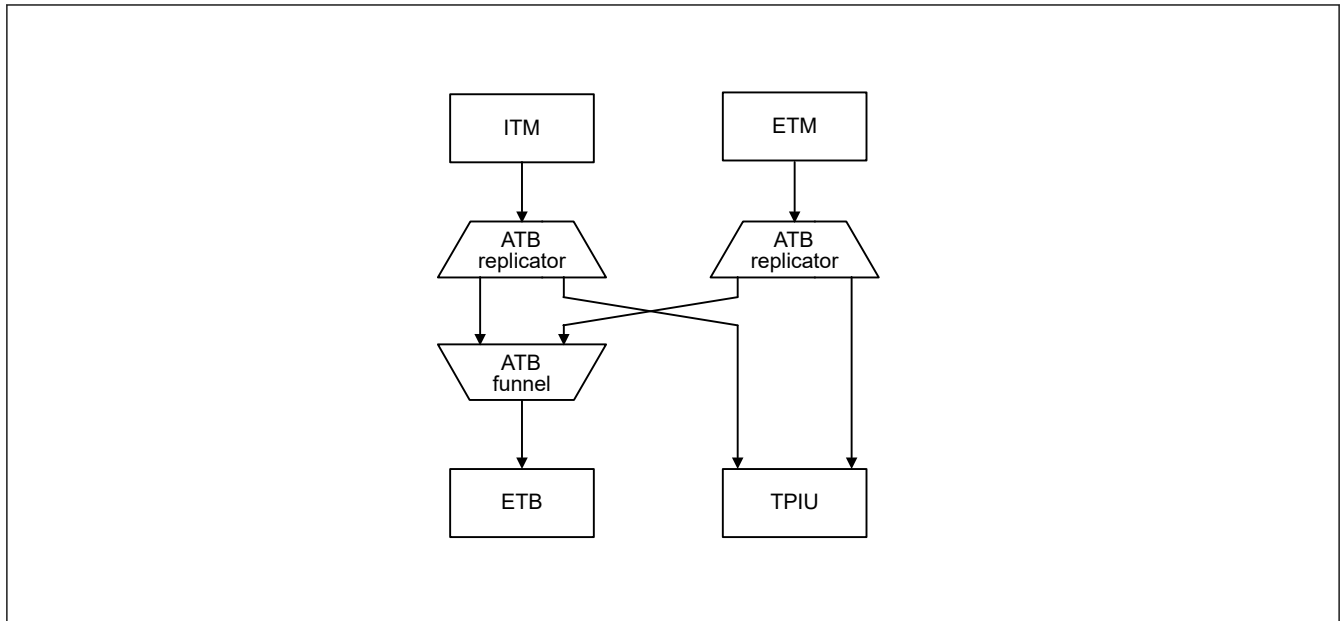 ITM
ETM
ATB
replicator
ATB
replicator
ATB
funnel
ETB
TPIU